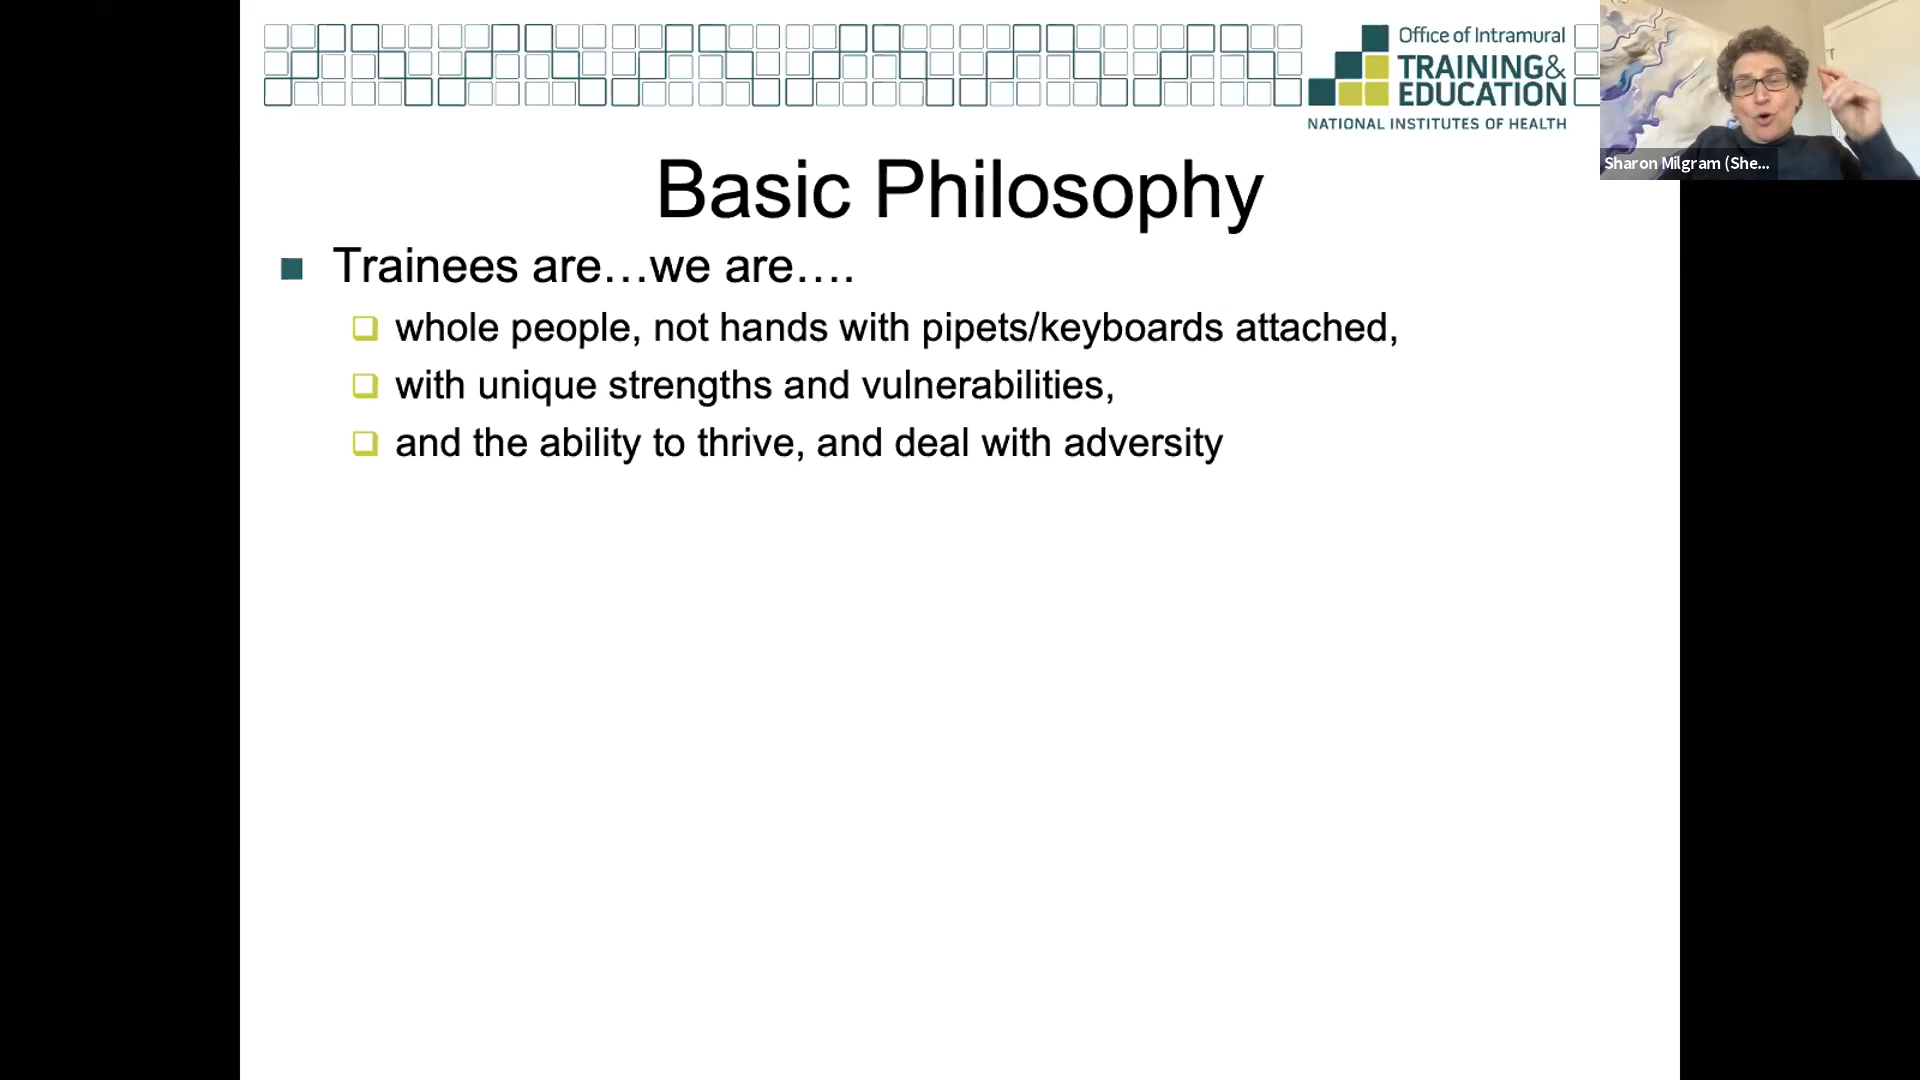 Office of Intramural
TRAINING&
EDUCATION
NATIONAL INSTITUTES OF HEALTH
Sharon Milgram (She...
Basic Philosophy
Trainees are…we are….
whole people, not hands with pipets/keyboards attached,
with unique strengths and vulnerabilities,
and the ability to thrive, and deal with adversity